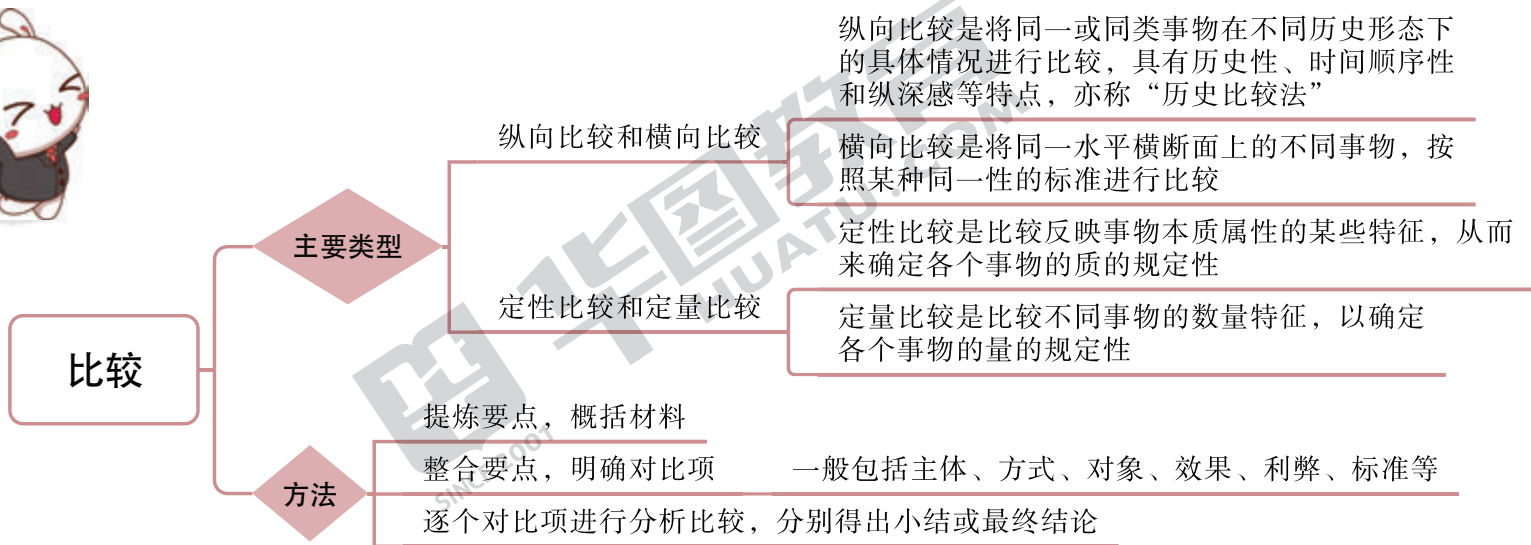 纵向比较是将同一或同类事物在不同历史形态下
的具体情况进行比较，具有历史性、时间顺序性
和纵深感等特点，亦称“历史比较法”
纵向比较和横向比较
横向比较是将同一水平横断面上的不同事物，按
照某种同一性的标准进行比较
主要类型
定性比较是比较反映事物本质属性的某些特征，从而
来确定各个事物的质的规定性
定性比较和定量比较
定量比较是比较不同事物的数量特征，以确定
各个事物的量的规定性
比较
提炼要点，概括材料
整合要点，明确对比项
一般包括主体、方式、对象、效果、利弊、标准等
方法
逐个对比项进行分析比较，分别得出小结或最终结论
华图教育
HUATU.COM
SINCE 2001